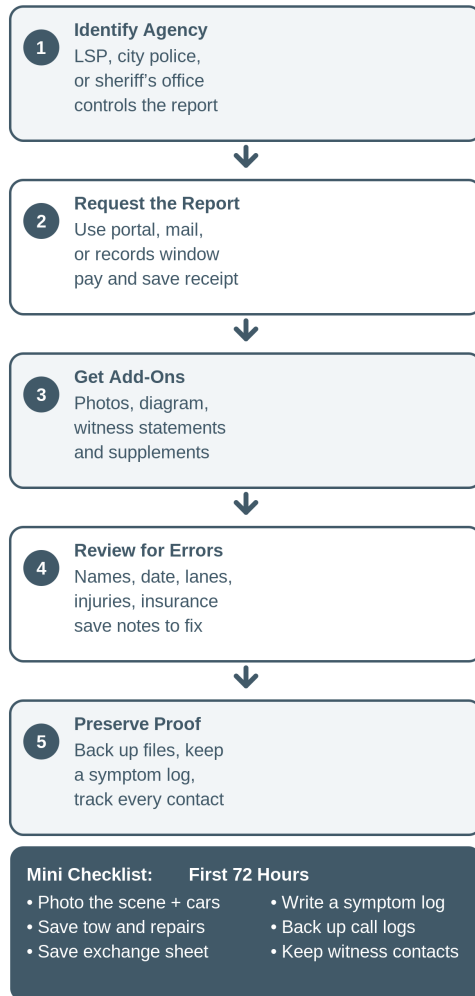 1
Identify Agency
LSP, city police,
or sheriff's office
controls the report
2
Request the Report
Use portal, mail,
or records window
pay and save receipt
3
Get Add-Ons
Photos, diagram,
witness statements
and supplements
4
Review for Errors
Names, date, lanes,
injuries, insurance
save notes to fix
5
Preserve Proof
Back up files, keep
a symptom log,
track every contact
Mini Checklist: First 72 Hours
• Photo the scene + cars
• Save tow and repairs
• Save exchange sheet
• Write a symptom log
• Back up call logs
• Keep witness contacts